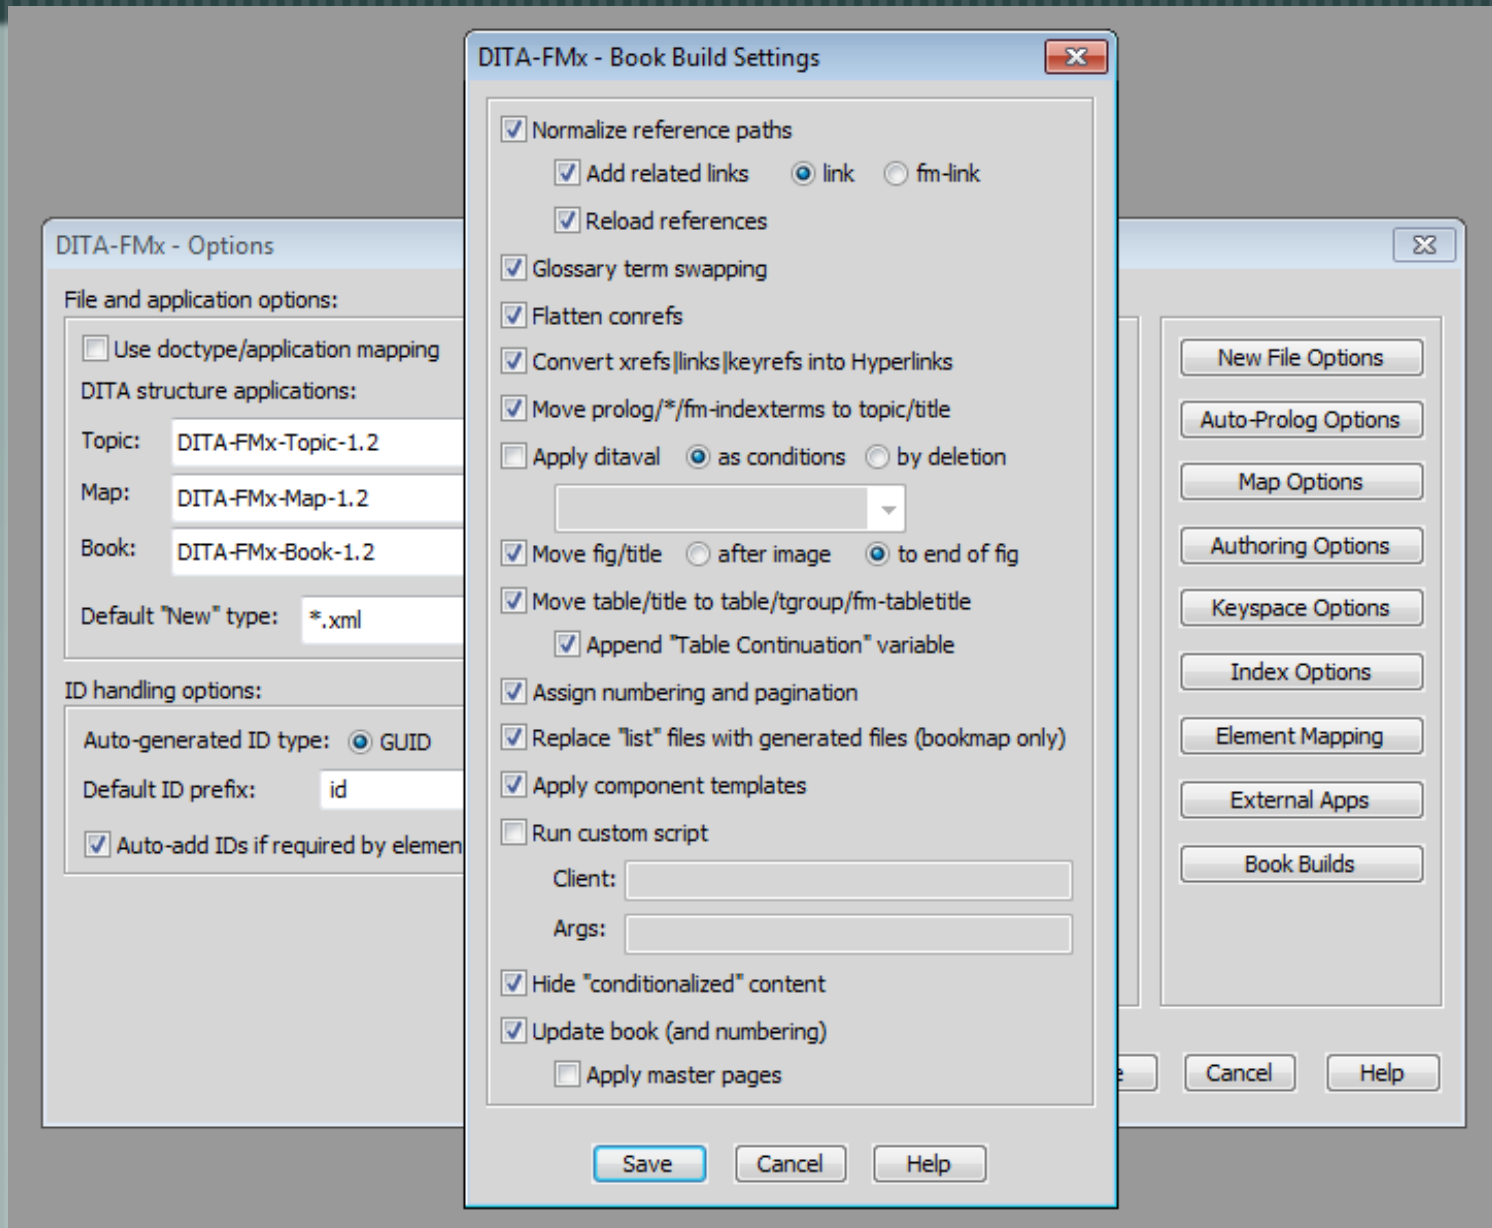 DITA-FMx - Book Build Settings
Normalize reference paths
Add related links link fm-link
Reload references
Glossary term swapping
Flatten conrefs
Convert xrefs|links|keyrefs into Hyperlinks
Move prolog/*/fm-indexterms to topic/title
Apply ditaval as conditions by deletion
Move fig/title after image to end of fig
Move table/title to table/tgroup/fm-tabletitle
Append "Table Continuation" variable
Assign numbering and pagination
Replace "list" files with generated files (bookmap only)
Apply component templates
Run custom script
Client:
Args:
Hide "conditionalized" content
Update book (and numbering)
Apply master pages
Save Cancel Help
DITA-FMx - Options
File and application options:
Use doctype/application mapping
DITA structure applications:
Topic: DITA-FMx-Topic-1.2
Map: DITA-FMx-Map-1.2
Book: DITA-FMx-Book-1.2
Default "New" type: *.xml
ID handling options:
Auto-generated ID type: GUID
Default ID prefix: id
Auto-add IDs if required by elemen
New File Options
Auto-Prolog Options
Map Options
Authoring Options
Keyspace Options
Index Options
Element Mapping
External Apps
Book Builds
Cancel Help